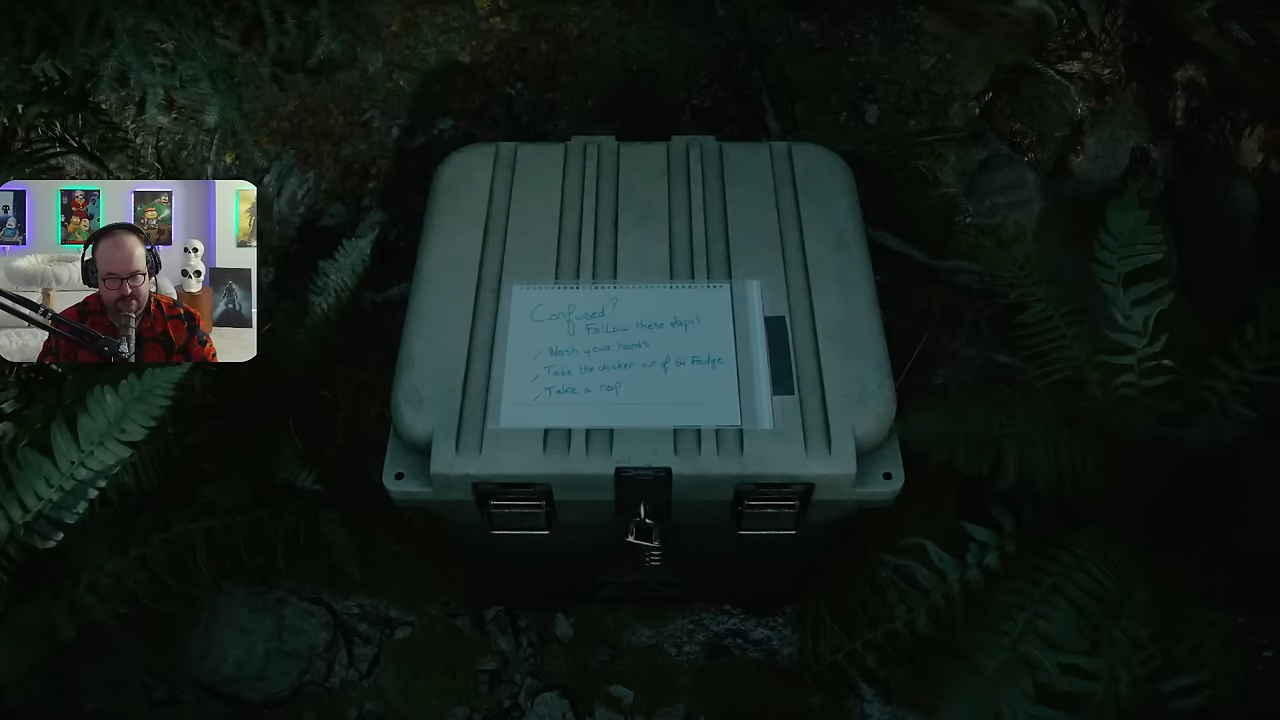 Confused?
Follow these steps!
Wash your hands
Take the chicken out of the Fridge
Take a nap